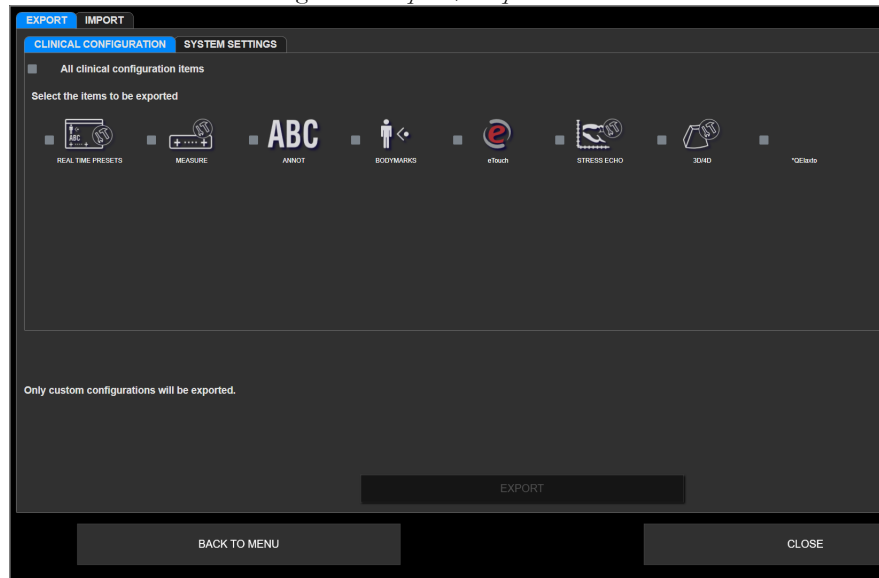 EXPORT IMPORT
CLINICAL CONFIGURATION SYSTEM SETTINGS
All clinical configuration items
Select the items to be exported
ABC ABC e
REAL TIME PRESETS MEASURE ANNOT BODYMARKS eTouch STRESS ECHO 3D/4D *QElaxto
Only custom configurations will be exported.
EXPORT
BACK TO MENU CLOSE